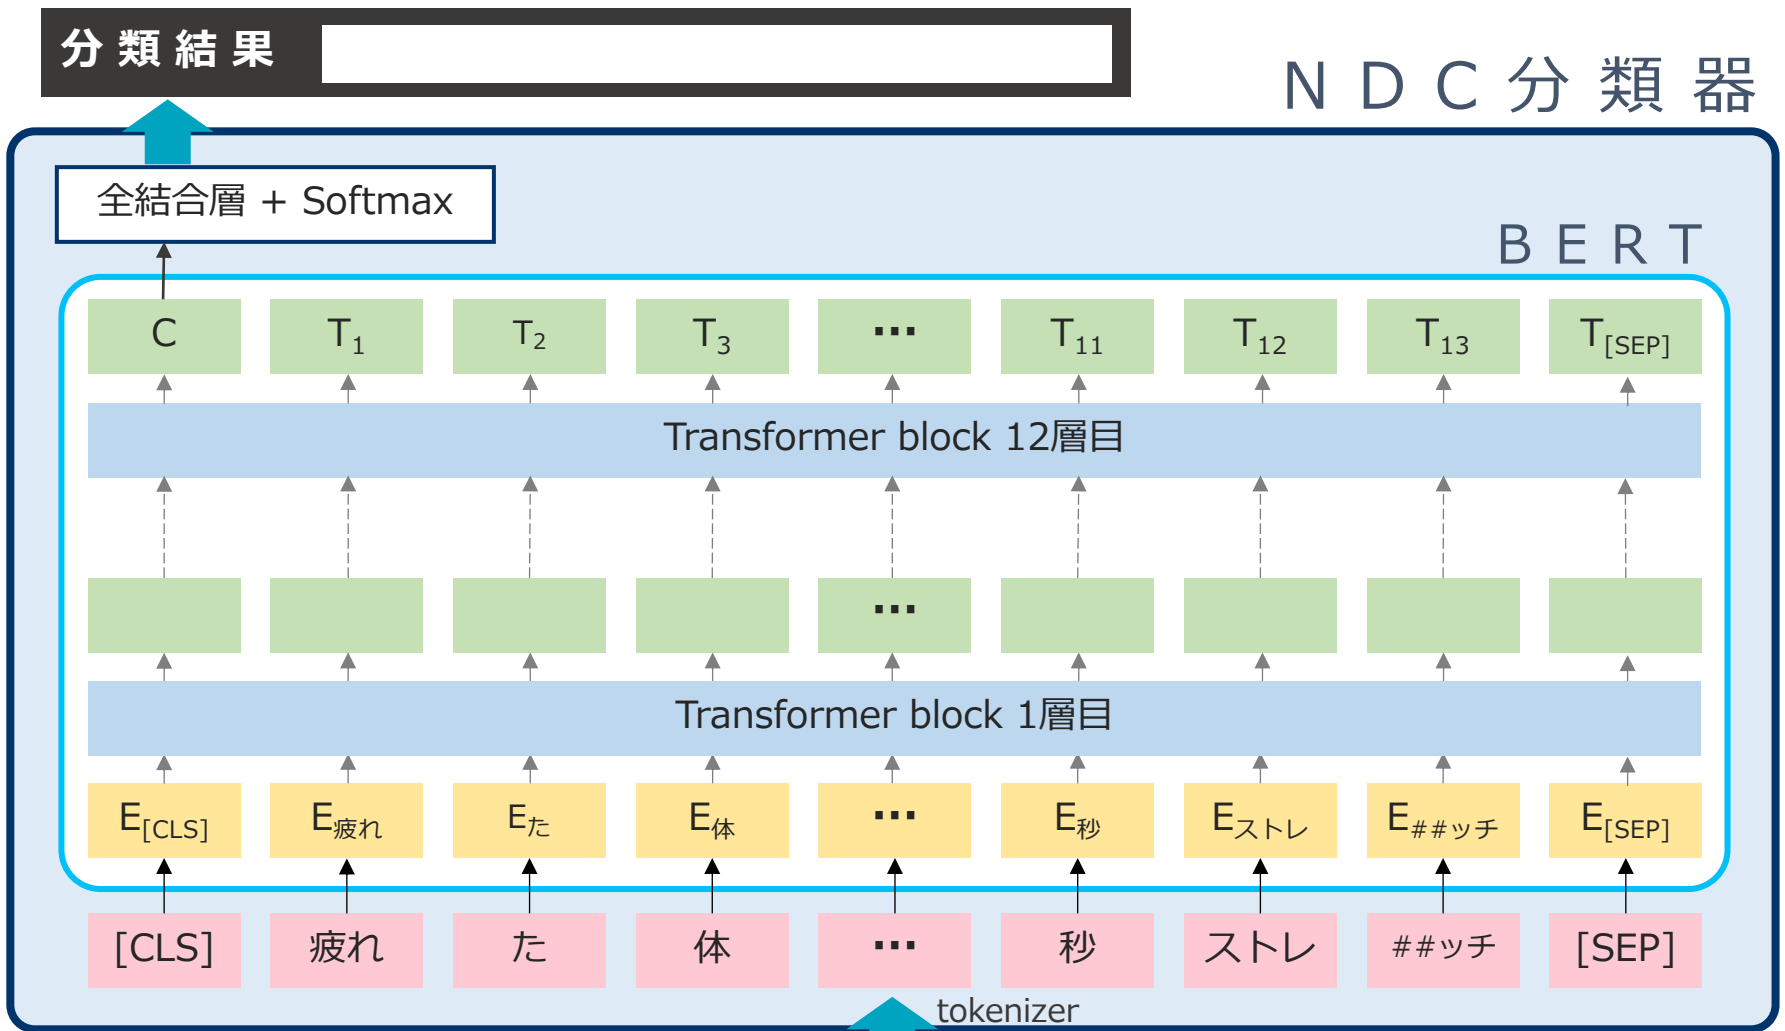 分類結果
NDC分類器
全結合層 + Softmax
BERT
C T1 T2 T3 … T11 T12 T13 T[SEP]
Transformer block 12層目
…
Transformer block 1層目
E[CLS] E疲れ Eた E体 … E秒 Eストレ E##ッチ E[SEP]
[CLS] 疲れ た 体 … 秒 ストレ ##ッチ [SEP]
tokenizer